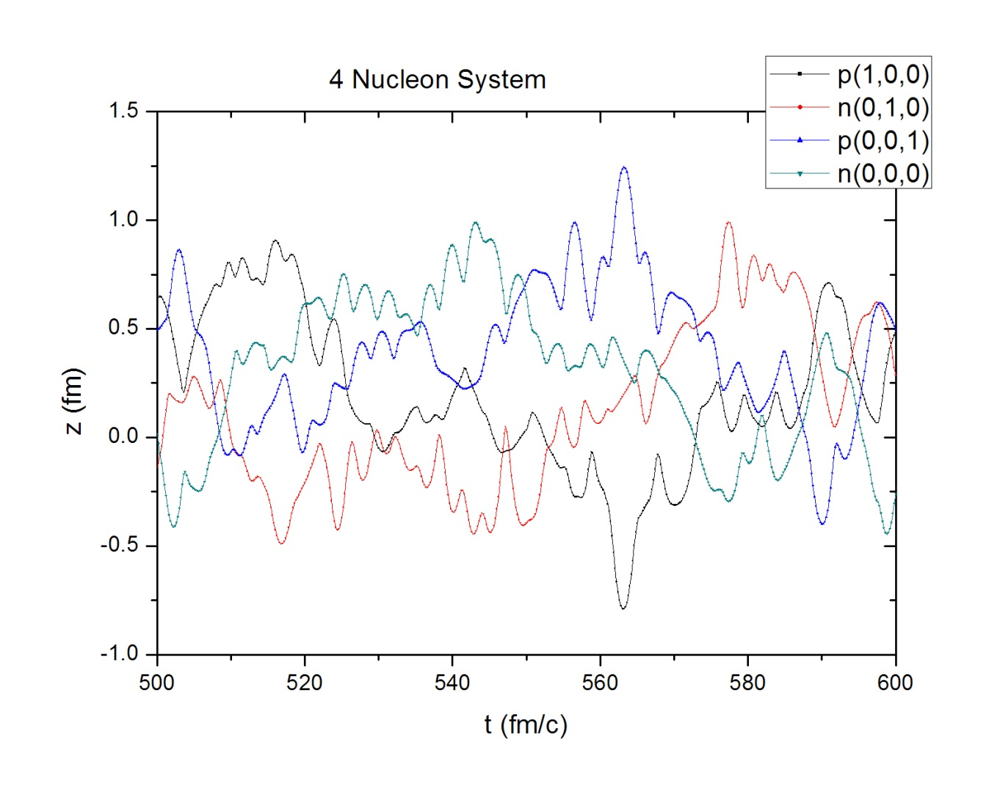 4 Nucleon System
p(1,0,0)
n(0,1,0)
p(0,0,1)
n(0,0,0)
1.5
1.0
0.5
0.0
-0.5
-1.0
z (fm)
500 520 540 560 580 600
t (fm/c)